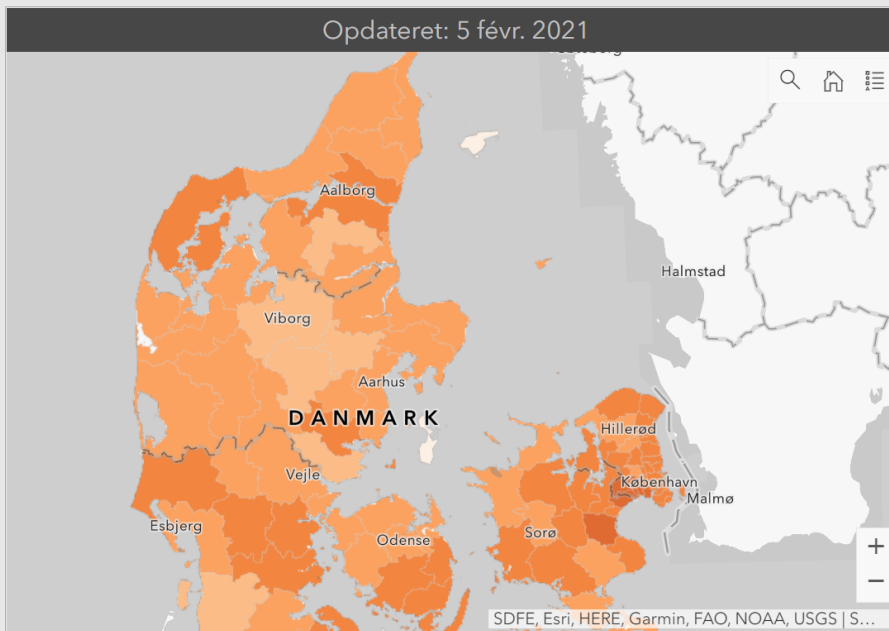 Opdateret: 5 févr. 2021
Aalborg
Halmstad
Viborg
Aarhus
DANMARK
Hillerød
Vejle
København
Malmø
Esbjerg
Sorø
Odense
+
−
SDFE, Esri, HERE, Garmin, FAO, NOAA, USGS | S...